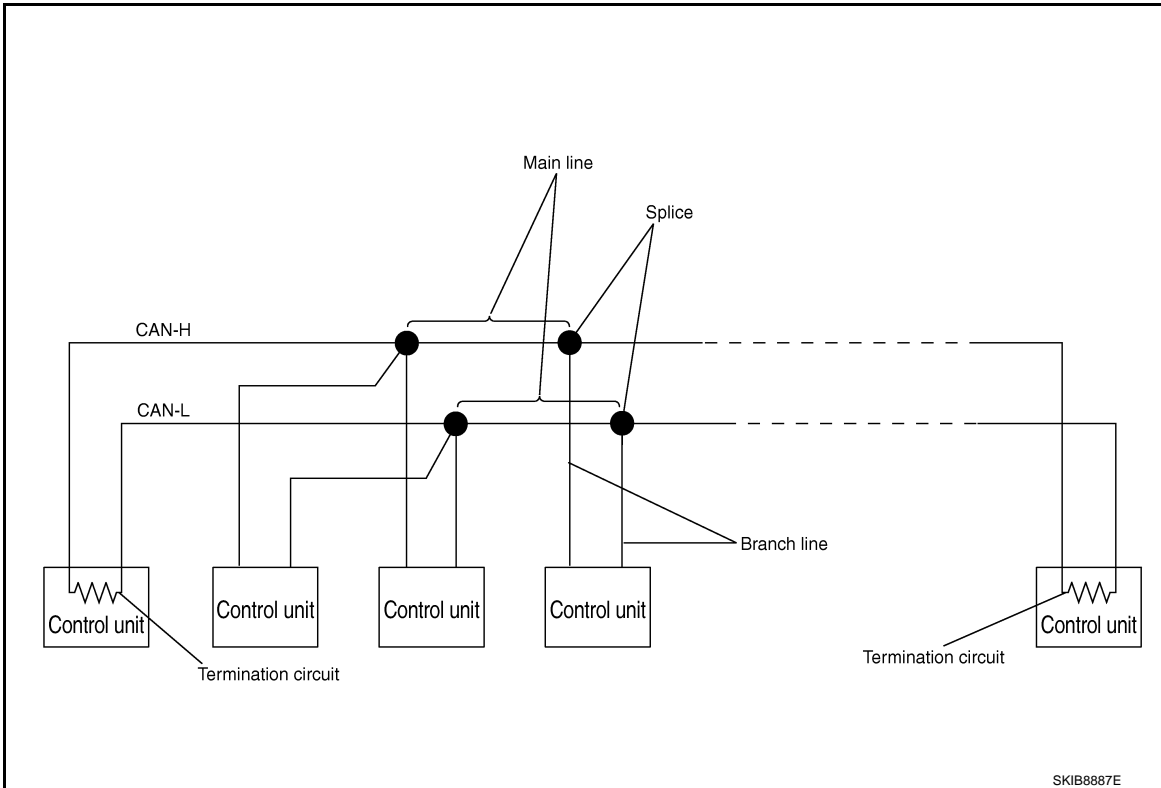 Main line
Splice
CAN-H
CAN-L
Branch line
Control unit
Control unit
Control unit
Control unit
Control unit
Termination circuit
Termination circuit
SKIB8887E